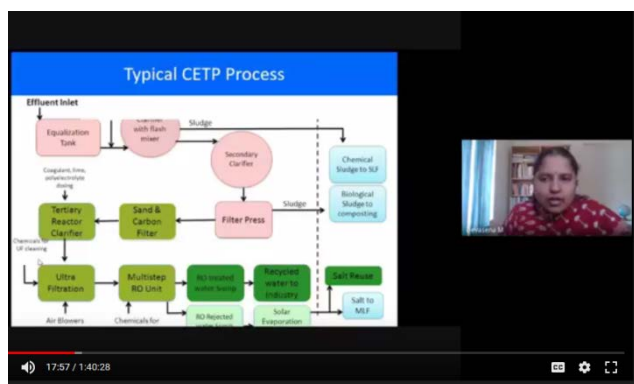 Typical CETP Process
Effluent Inlet
Equalization
Tank
with flash
mixer
Sludge
Secondary
Clarifier
Chemical
Sludge to SLF
Biological
Sludge to
composting
Coagulant, lime,
polyelectrolyte
dosing
Tertiary
Reactor
Clarifier
Sand &
Carbon
Filter
Filter Press
Sludge
Chemicals for
UF cleaning
Ultra
Filtration
Multistep
RO Unit
RO treated
water Sump
Recycled
water to
Industry
Salt Reuse
Salt to
MLF
Air Blowers
Chemicals for
RO Rejected
Solar
Evaporation
17:57 / 1:40:28
CC